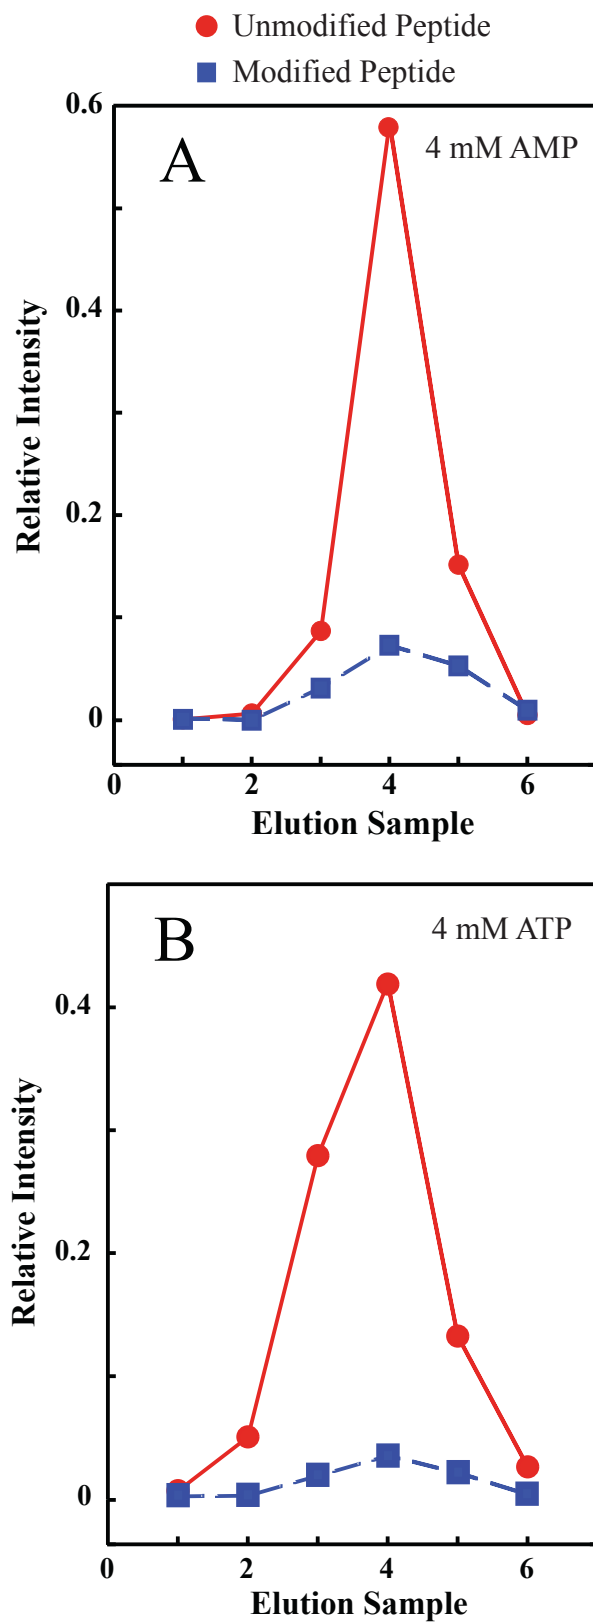 Unmodified Peptide
Modified Peptide
A
4 mM AMP
Relative Intensity
0.6
0.4
0.2
0
0 2 4 6
Elution Sample
B
4 mM ATP
Relative Intensity
0.4
0.2
0
0 2 4 6
Elution Sample